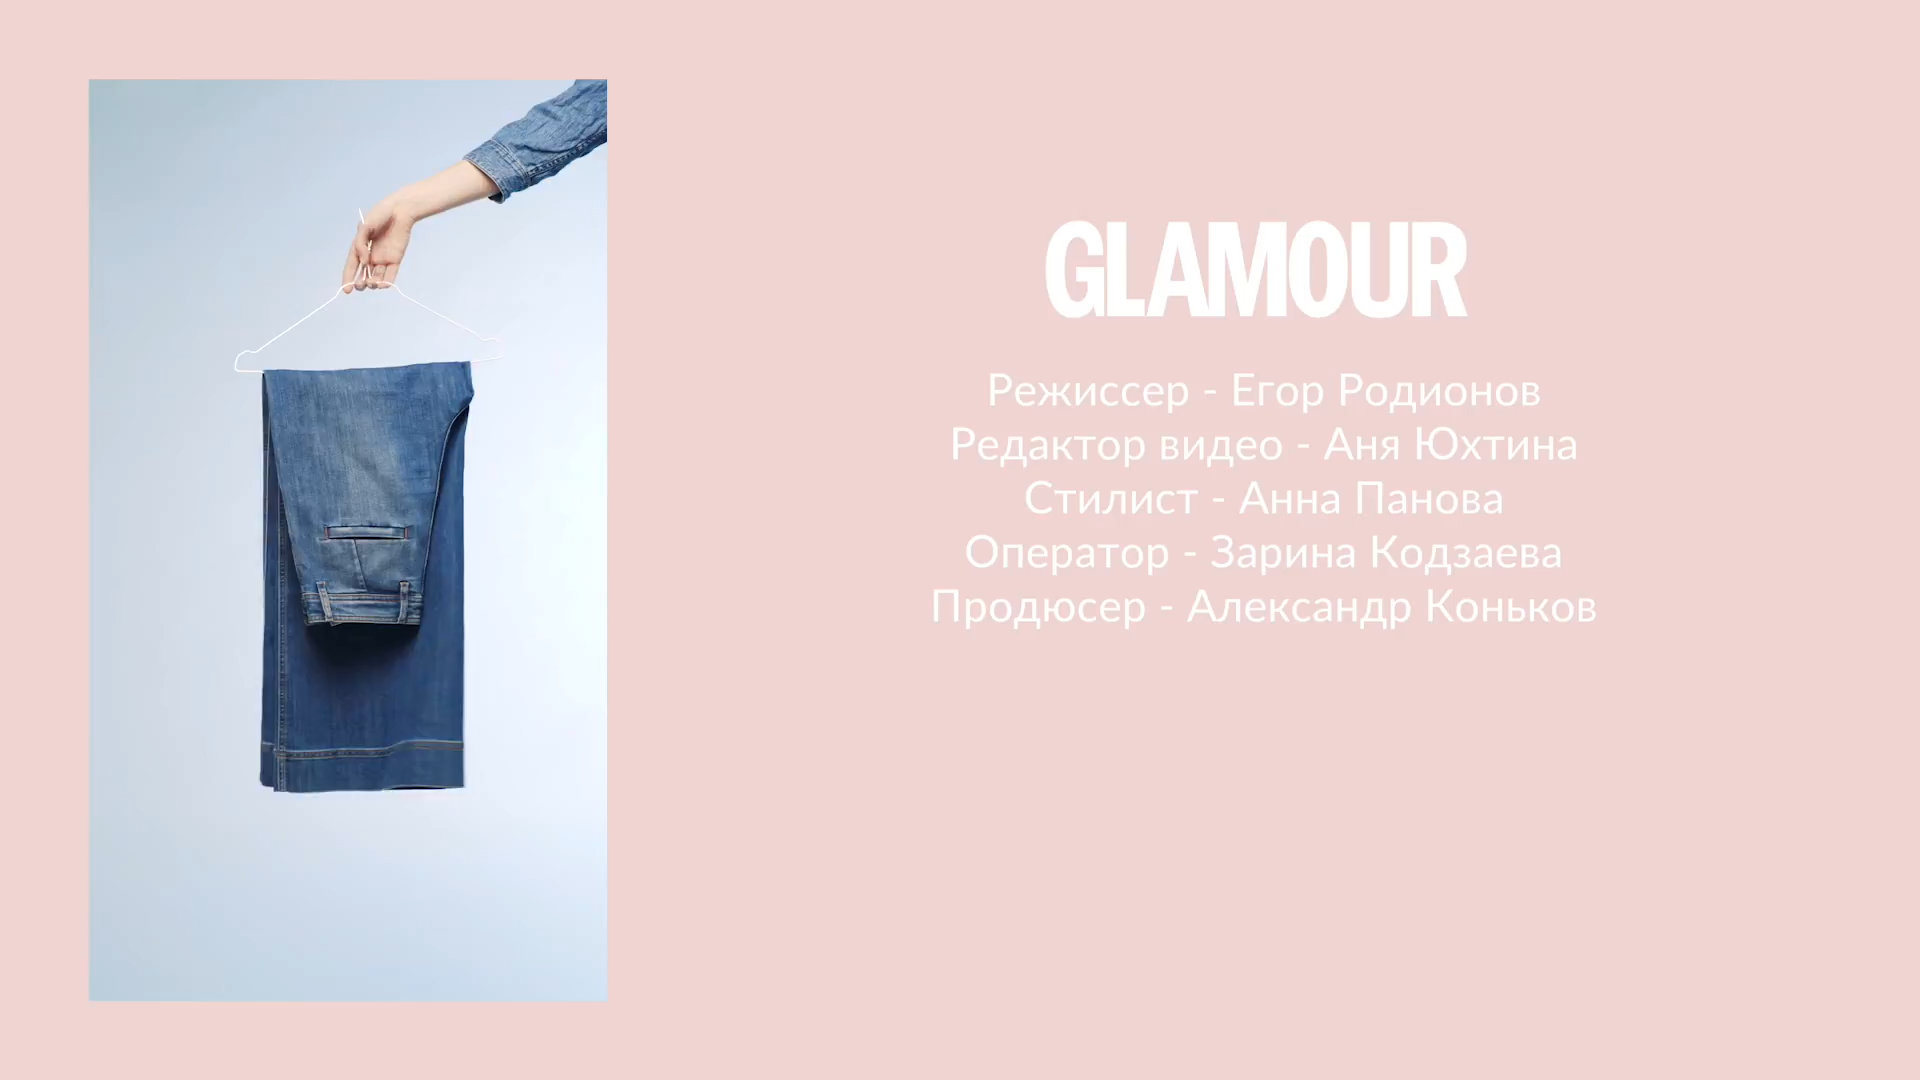 GLAMOUR
Режиссер - Егор Родионов
Редактор видео - Аня Юхтина
Стилист - Анна Панова
Оператор - Зарина Кодзаева
Продюсер - Александр Коньков